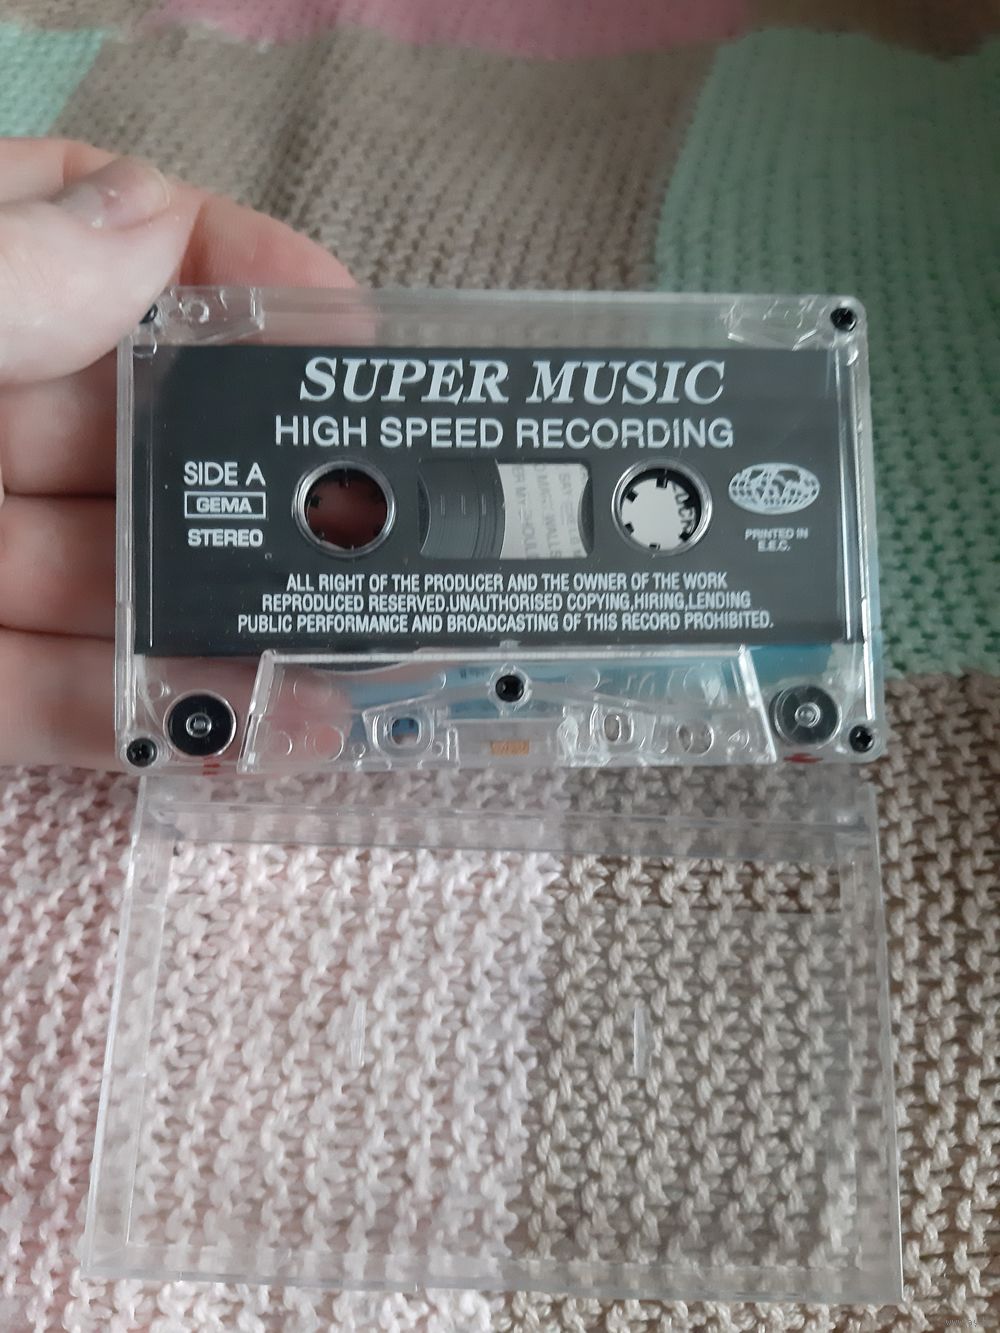 SUPER MUSIC
HIGH SPEED RECORDING
SIDE A
GEMA
STEREO
PRINTED IN
E.E.C.
ALL RIGHT OF THE PRODUCER AND THE OWNER OF THE WORK
REPRODUCED RESERVED.UNAUTHORISED COPYING,HIRING,LENDING
PUBLIC PERFORMANCE AND BROADCASTING OF THIS RECORD PROHIBITED.